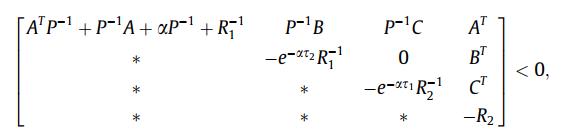 A^T P^{-1} + P^{-1}A + αP^{-1} + R_1^{-1} P^{-1}B P^{-1}C A^T
* −e^{−ατ_2} R_1^{-1} 0 B^T
* * −e^{−ατ_1} R_2^{-1} C^T < 0,
* * * −R_2